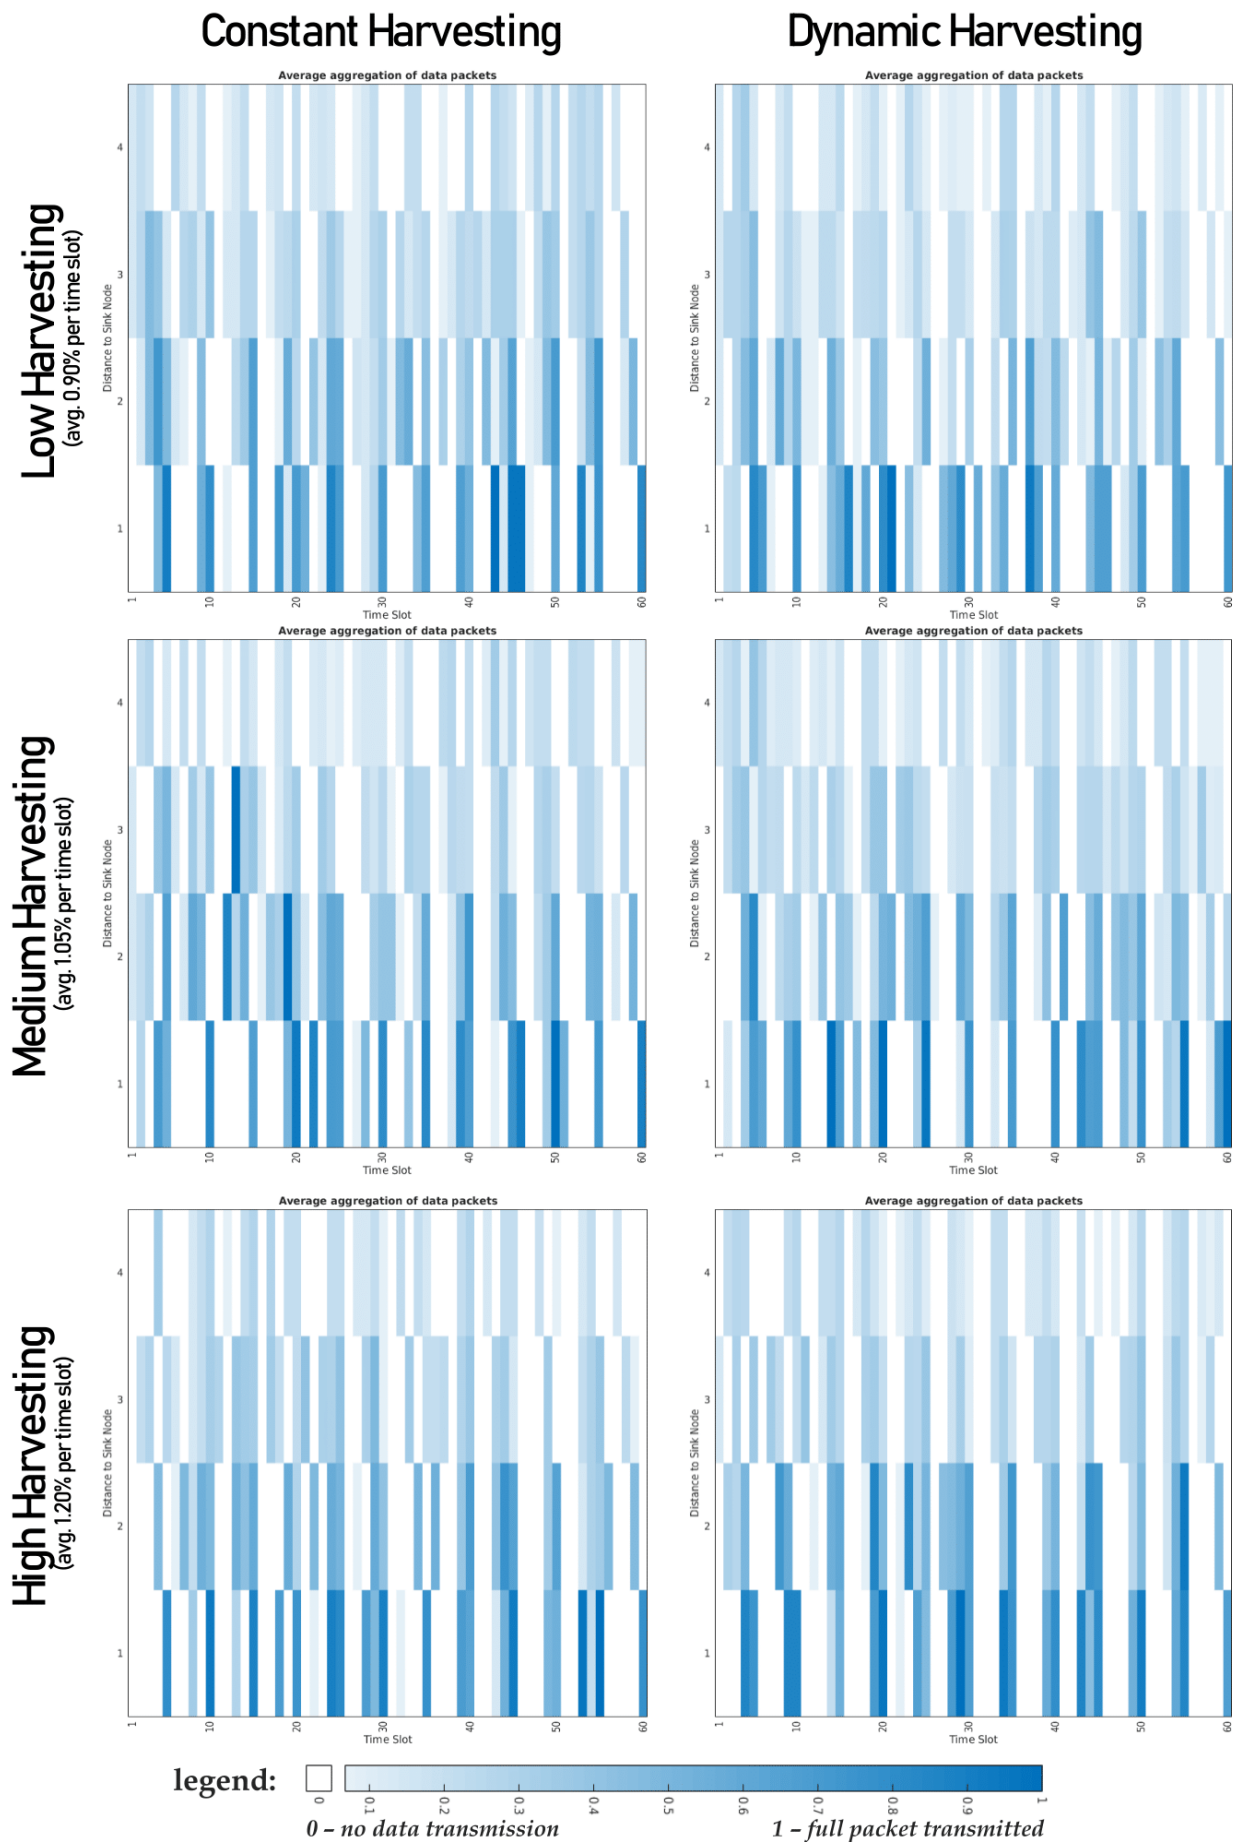 Constant Harvesting
Dynamic Harvesting
Low Harvesting
(avg. 0.90% per time slot)
Average aggregation of data packets
Distance to Sink Node
4
3
2
1
1 10 20 30 40 50 60
Time Slot
Average aggregation of data packets
Distance to Sink Node
4
3
2
1
1 10 20 30 40 50 60
Time Slot
Medium Harvesting
(avg. 1.05% per time slot)
Average aggregation of data packets
Distance to Sink Node
4
3
2
1
1 10 20 30 40 50 60
Time Slot
Average aggregation of data packets
Distance to Sink Node
4
3
2
1
1 10 20 30 40 50 60
Time Slot
High Harvesting
(avg. 1.20% per time slot)
Average aggregation of data packets
Distance to Sink Node
4
3
2
1
1 10 20 30 40 50 60
Time Slot
Average aggregation of data packets
Distance to Sink Node
4
3
2
1
1 10 20 30 40 50 60
Time Slot
legend:
0 0.1 0.2 0.3 0.4 0.5 0.6 0.7 0.8 0.9 1
0 – no data transmission
1 – full packet transmitted